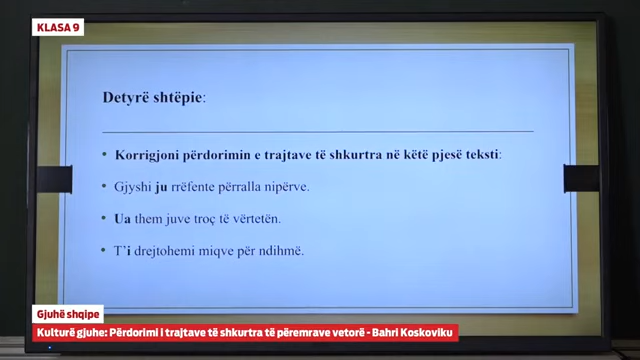 KLASA 9
Detyrë shtëpie:
Korrigjoni përdorimin e trajtave të shkurtra në këtë pjesë teksti:
Gjyshi ju rrëfente përralla nipërve.
Ua them juve troç të vërtetën.
T'i drejtohemi miqve për ndihmë.
Gjuhë shqipe
Kulturë gjuhe: Përdorimi i trajtave të shkurtra të përemrave vetorë - Bahri Koskoviku